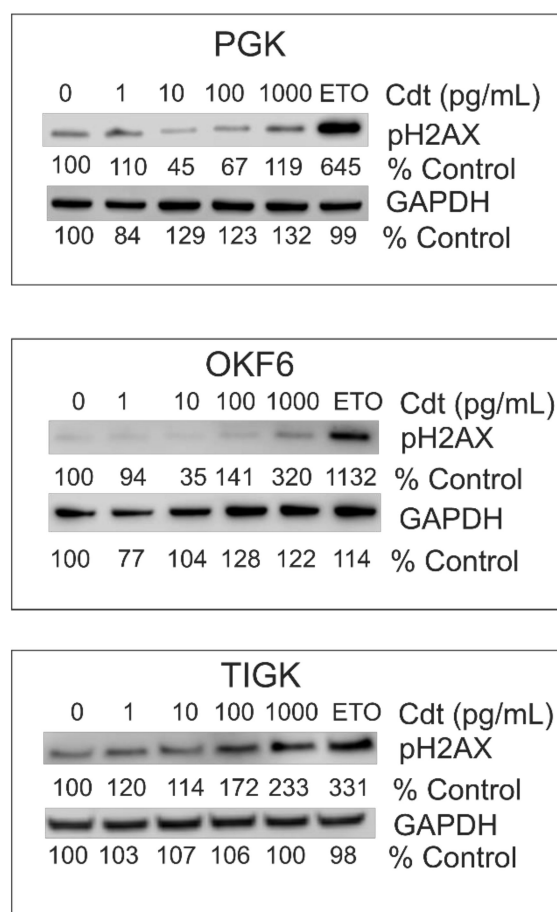 PGK
0 1 10 100 1000 ETO Cdt (pg/mL)
pH2AX
100 110 45 67 119 645 % Control
GAPDH
100 84 129 123 132 99 % Control
OKF6
0 1 10 100 1000 ETO Cdt (pg/mL)
pH2AX
100 94 35 141 320 1132 % Control
GAPDH
100 77 104 128 122 114 % Control
TIGK
0 1 10 100 1000 ETO Cdt (pg/mL)
pH2AX
100 120 114 172 233 331 % Control
GAPDH
100 103 107 106 100 98 % Control